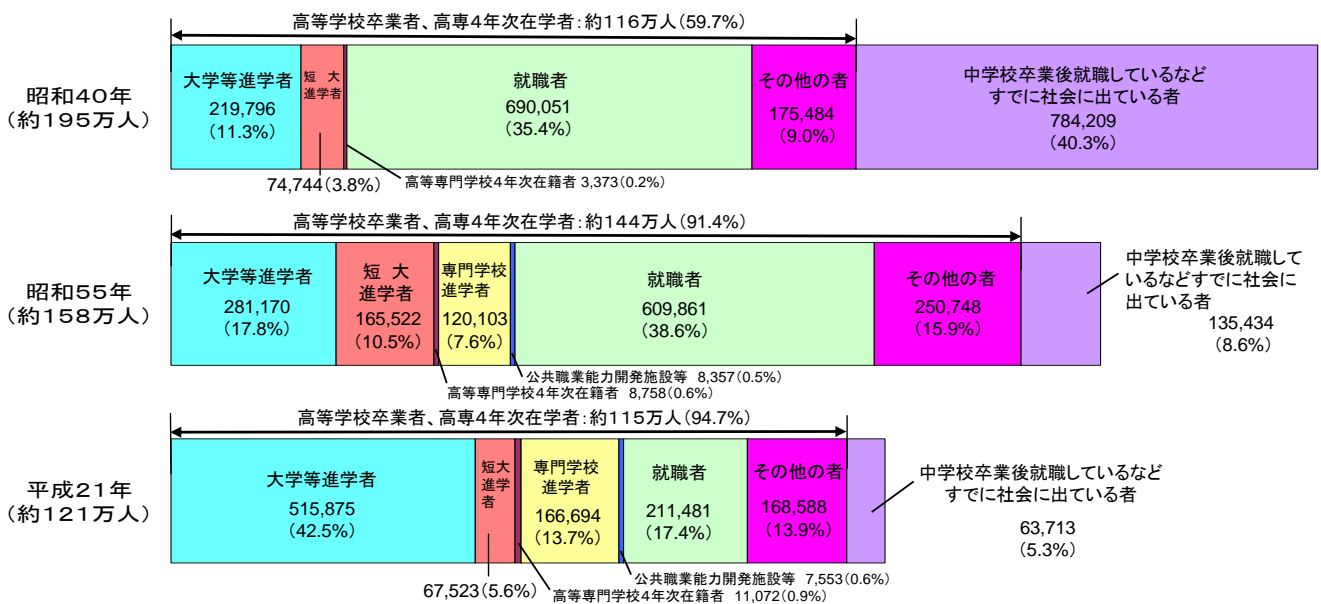 高等学校卒業者、高専4年次在学者:約116万人(59.7%)
昭和40年
(約195万人)
大学等進学者
219,796
(11.3%)
短 大
進学者
74,744(3.8%)
高等専門学校4年次在籍者 3,373(0.2%)
就職者
690,051
(35.4%)
その他の者
175,484
(9.0%)
中学校卒業後就職しているなど
すでに社会に出ている者
784,209
(40.3%)
高等学校卒業者、高専4年次在学者:約144万人(91.4%)
昭和55年
(約158万人)
大学等進学者
281,170
(17.8%)
短 大
進学者
165,522
(10.5%)
専門学校
進学者
120,103
(7.6%)
就職者
609,861
(38.6%)
その他の者
250,748
(15.9%)
中学校卒業後就職して
いるなどすでに社会に
出ている者
135,434
(8.6%)
公共職業能力開発施設等 8,357(0.5%)
高等専門学校4年次在籍者 8,758(0.6%)
高等学校卒業者、高専4年次在学者:約115万人(94.7%)
平成21年
(約121万人)
大学等進学者
515,875
(42.5%)
短大
進学
者
67,523(5.6%)
専門学校
進学者
166,694
(13.7%)
就職者
211,481
(17.4%)
その他の者
168,588
(13.9%)
中学校卒業後就職しているなど
すでに社会に出ている者
63,713
(5.3%)
公共職業能力開発施設等 7,553(0.6%)
高等専門学校4年次在籍者 11,072(0.9%)